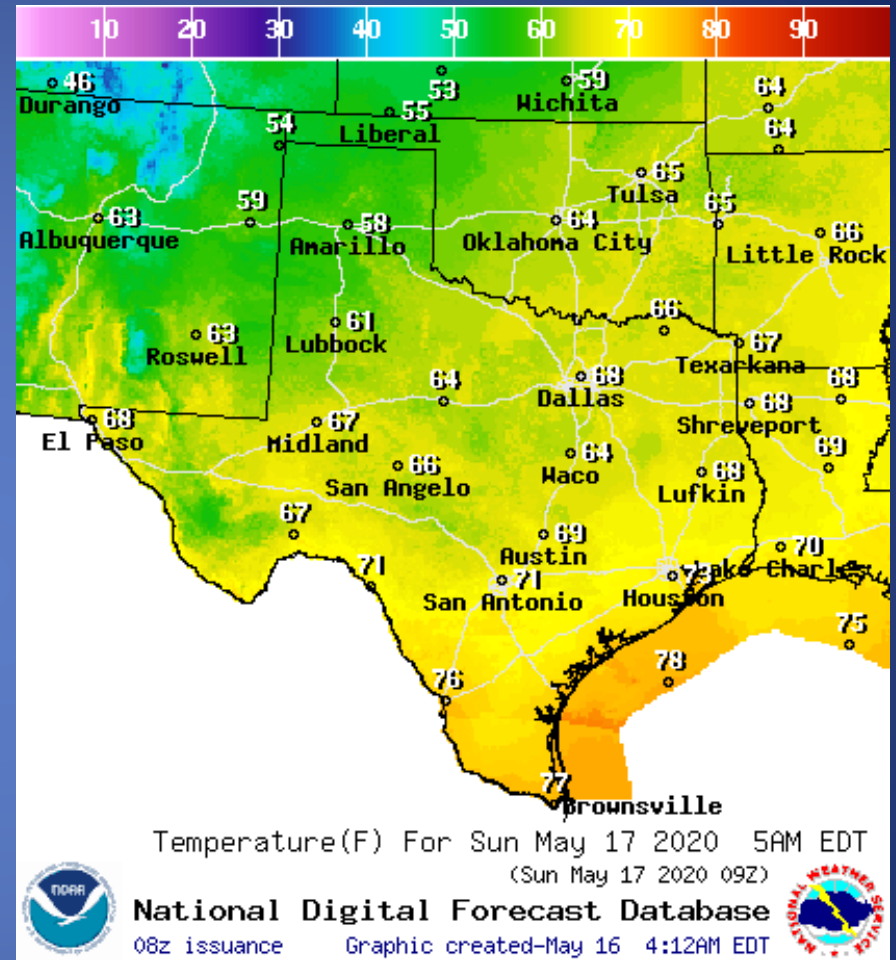 10 20 30 40 50 60 70 80 90
46
Durango
53
59
Wichita
64
55
Liberal
54
64
65
Tulsa
63
Albuquerque
59
58
Amarillo
64
Oklahoma City
65
66
Little Rock
63
Roswell
61
Lubbock
66
67
Texarkana
68
Dallas
64
68
68
Shreveport
68
El Paso
67
Midland
66
San Angelo
64
Waco
68
Lufkin
69
67
69
Austin
70
Lake Charles
71
71
San Antonio
73
Houston
75
76
78
77
Brownsville
Temperature(F) For Sun May 17 2020 5AM EDT
(Sun May 17 2020 09Z)
National Digital Forecast Database
08z issuance Graphic created-May 16 4:12AM EDT
NOAA
NATIONAL WEATHER SERVICE